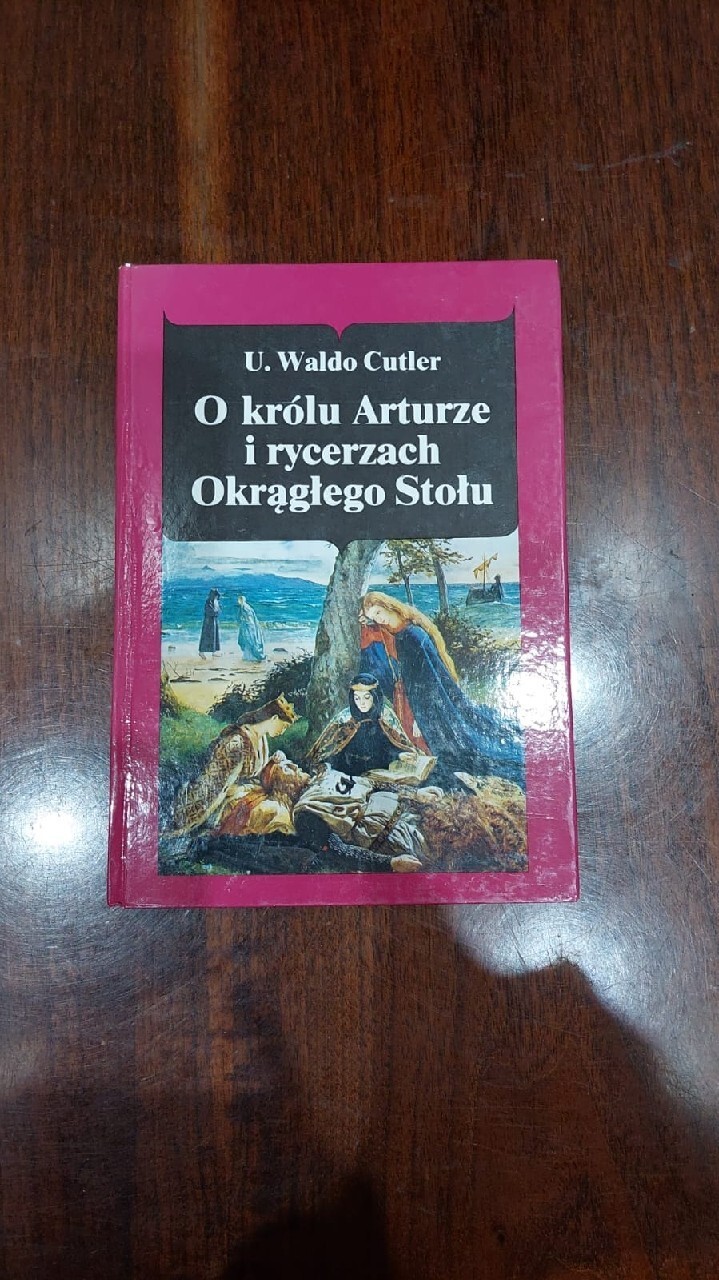 U. Waldo Cutler
O królu Arturze
i rycerzach
Okrągłego Stołu